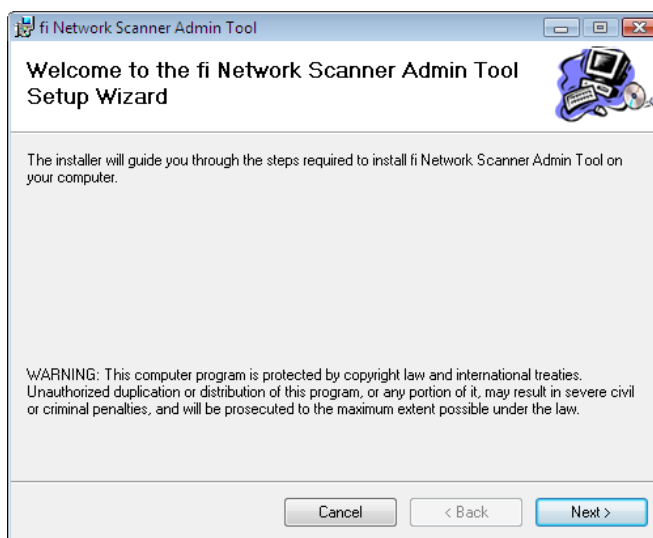 fi Network Scanner Admin Tool
Welcome to the fi Network Scanner Admin Tool
Setup Wizard
The installer will guide you through the steps required to install fi Network Scanner Admin Tool on
your computer.
WARNING: This computer program is protected by copyright law and international treaties.
Unauthorized duplication or distribution of this program, or any portion of it, may result in severe civil
or criminal penalties, and will be prosecuted to the maximum extent possible under the law.
Cancel < Back Next >